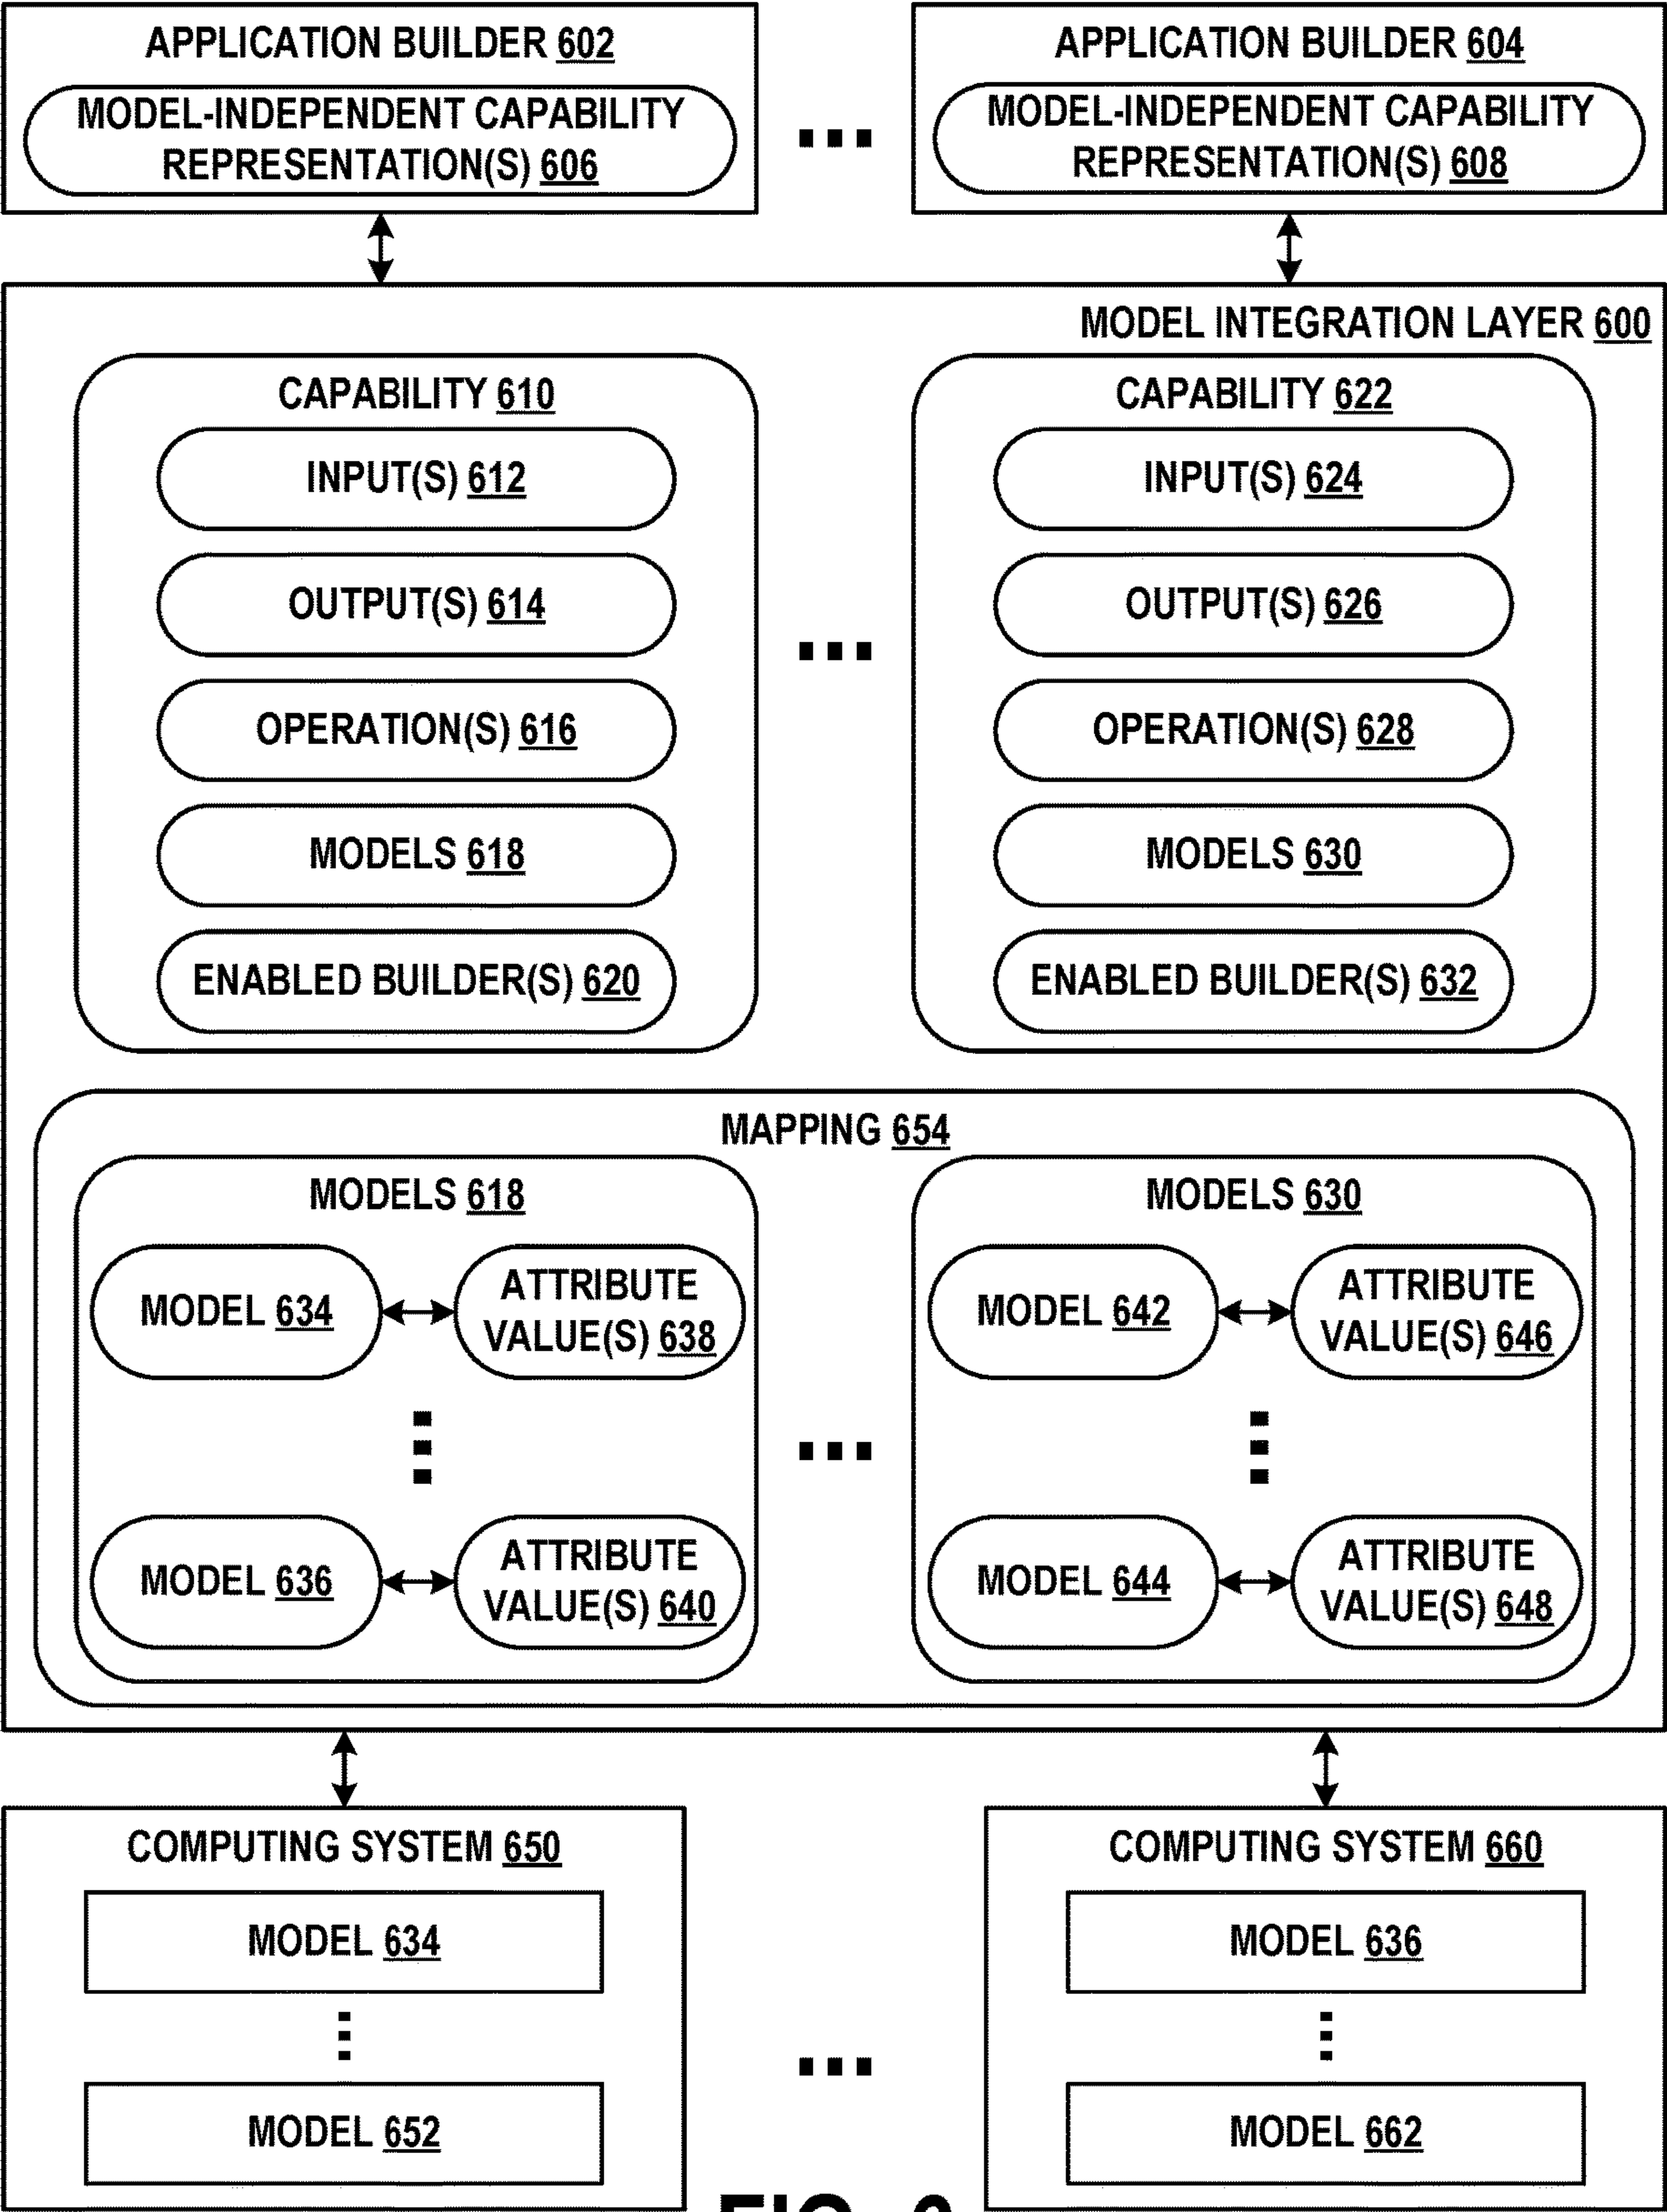 APPLICATION BUILDER 602
MODEL-INDEPENDENT CAPABILITY
REPRESENTATION(S) 606
APPLICATION BUILDER 604
MODEL-INDEPENDENT CAPABILITY
REPRESENTATION(S) 608
MODEL INTEGRATION LAYER 600
CAPABILITY 610
INPUT(S) 612
OUTPUT(S) 614
OPERATION(S) 616
MODELS 618
ENABLED BUILDER(S) 620
CAPABILITY 622
INPUT(S) 624
OUTPUT(S) 626
OPERATION(S) 628
MODELS 630
ENABLED BUILDER(S) 632
MAPPING 654
MODELS 618
MODEL 634
ATTRIBUTE
VALUE(S) 638
MODEL 636
ATTRIBUTE
VALUE(S) 640
MODELS 630
MODEL 642
ATTRIBUTE
VALUE(S) 646
MODEL 644
ATTRIBUTE
VALUE(S) 648
COMPUTING SYSTEM 650
MODEL 634
MODEL 652
COMPUTING SYSTEM 660
MODEL 636
MODEL 662
FIG.